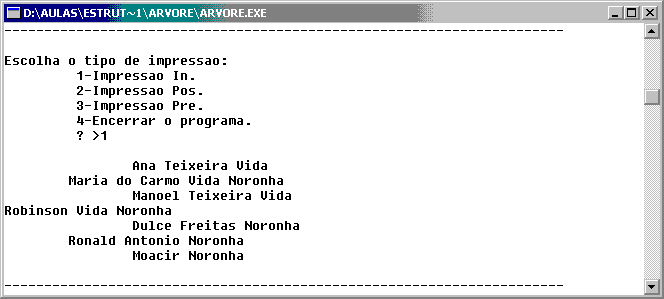 D:\AULAS\ESTRUT~1\ARVORE\ARVORE.EXE
----------------------------------------------------------------------
Escolha o tipo de impressao:
1-Impressao In.
2-Impressao Pos.
3-Impressao Pre.
4-Encerrar o programa.
? >1
Ana Teixeira Vida
Maria do Carmo Vida Noronha
Manoel Teixeira Vida
Robinson Vida Noronha
Dulce Freitas Noronha
Ronald Antonio Noronha
Moacir Noronha
----------------------------------------------------------------------